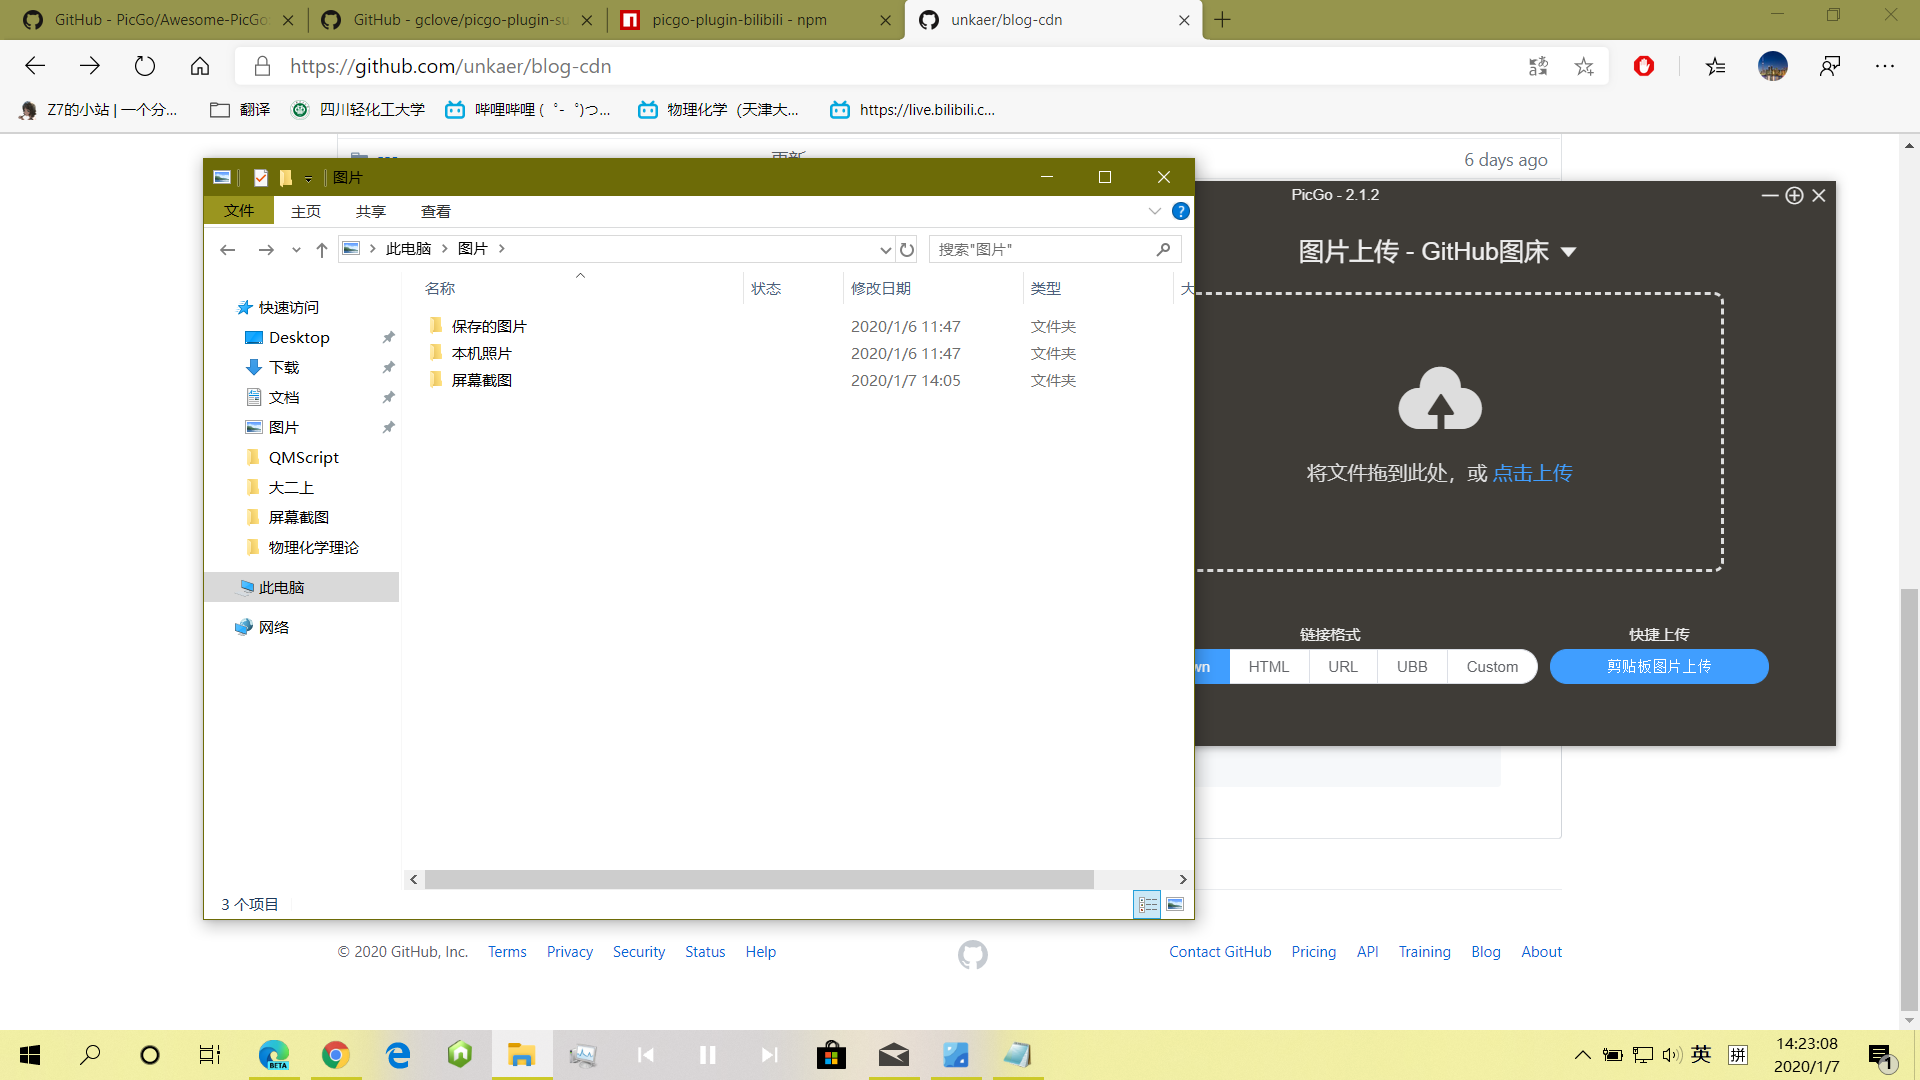 GitHub - PicGo/Awesome-PicGo
GitHub - gclove/picgo-plugin-su
picgo-plugin-bilibili - npm
unkaer/blog-cdn
https://github.com/unkaer/blog-cdn
Z7的小站 | 一个分...
翻译
四川轻化工大学
哔哩哔哩 ( ゜- ゜)つ...
物理化学（天津大...
https://live.bilibili.c...
更新
6 days ago
图片
文件
主页
共享
查看
此电脑
图片
搜索"图片"
名称
状态
修改日期
类型
大
快速访问
Desktop
下载
文档
图片
QMScript
大二上
屏幕截图
物理化学理论
此电脑
网络
保存的图片 2020/1/6 11:47 文件夹
本机照片 2020/1/6 11:47 文件夹
屏幕截图 2020/1/7 14:05 文件夹
3 个项目
PicGo - 2.1.2
图片上传 - GitHub图床
将文件拖到此处，或 点击上传
链接格式
快捷上传
wn
HTML
URL
UBB
Custom
剪贴板图片上传
© 2020 GitHub, Inc.
Terms
Privacy
Security
Status
Help
Contact GitHub
Pricing
API
Training
Blog
About
BETA
英
拼
14:23:08
2020/1/7
1